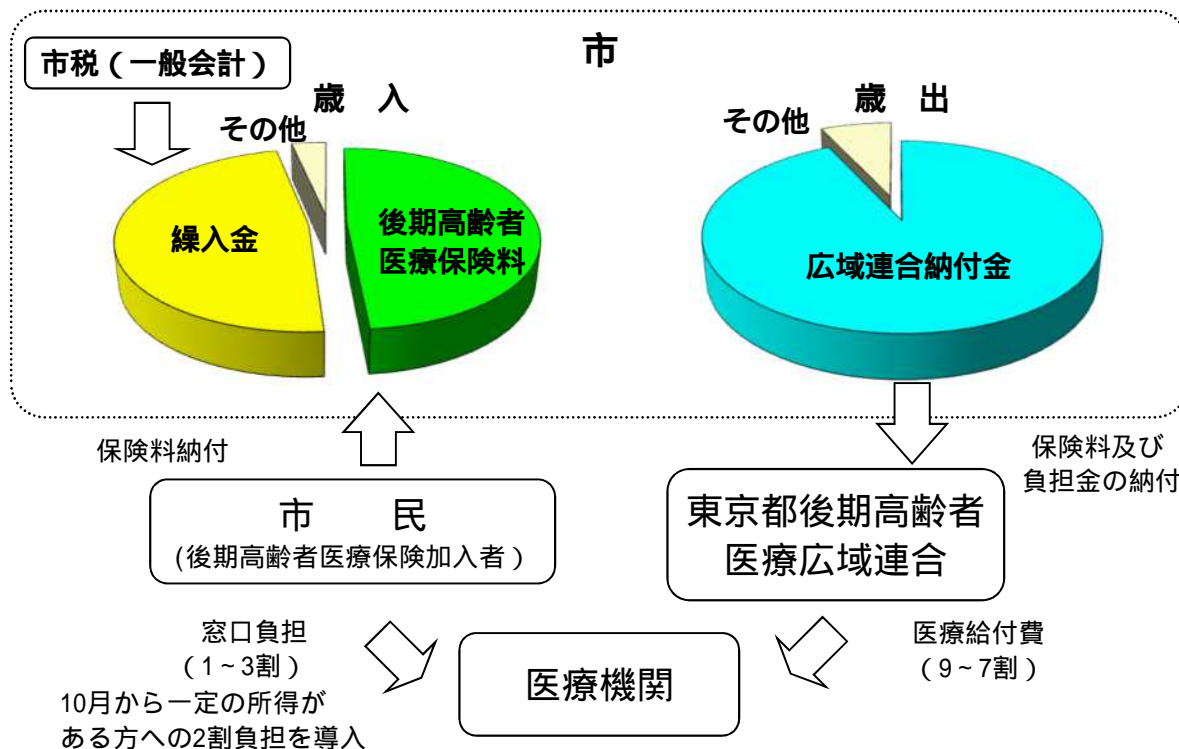 市
市税（一般会計）
歳 入
その他
繰入金
後期高齢者
医療保険料
歳 出
その他
広域連合納付金
保険料納付
保険料及び
負担金の納付
市 民
(後期高齢者医療保険加入者）
東京都後期高齢者
医療広域連合
窓口負担
（1～3割）
10月から一定の所得が
ある方への2割負担を導入
医療機関
医療給付費
（9～7割）